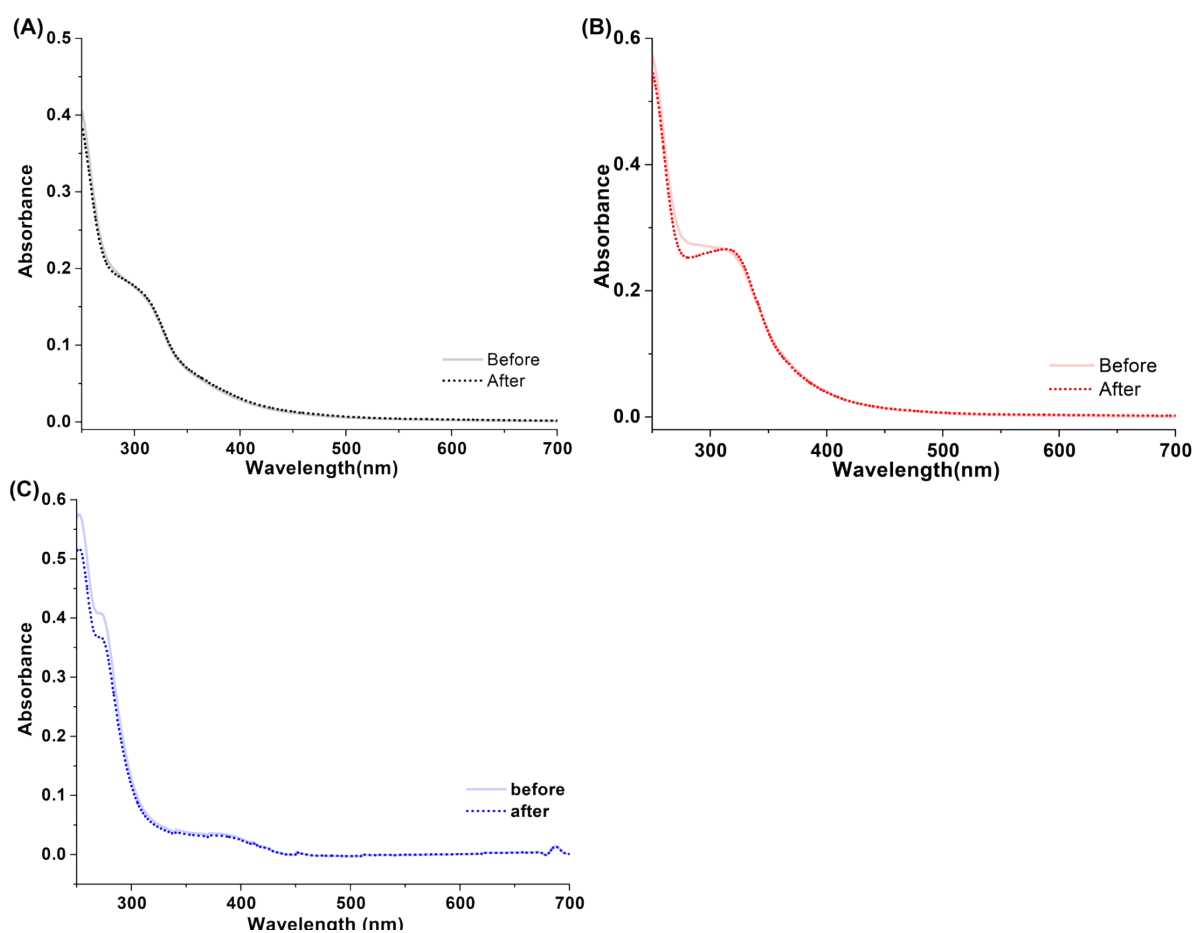 (A)
0.5
0.4
0.3
0.2
0.1
0.0
Absorbance
300 400 500 600 700
Wavelength(nm)
Before
After
(B)
0.6
0.4
0.2
0.0
Absorbance
300 400 500 600 700
Wavelength(nm)
Before
After
(C)
0.6
0.5
0.4
0.3
0.2
0.1
0.0
Absorbance
300 400 500 600 700
Wavelength (nm)
before
after